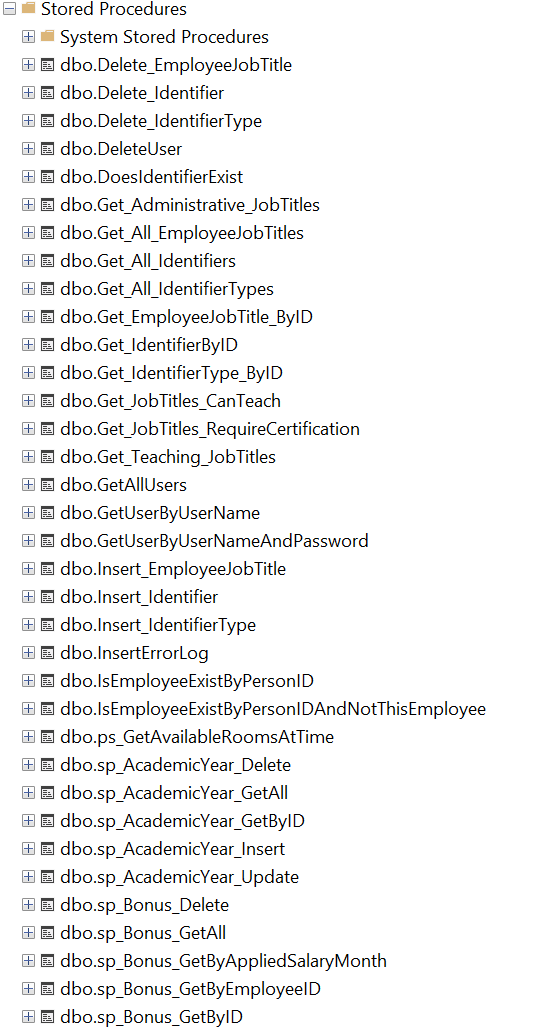 Stored Procedures
System Stored Procedures
dbo.Delete_EmployeeJobTitle
dbo.Delete_Identifier
dbo.Delete_IdentifierType
dbo.DeleteUser
dbo.DoesIdentifierExist
dbo.Get_Administrative_JobTitles
dbo.Get_All_EmployeeJobTitles
dbo.Get_All_Identifiers
dbo.Get_All_IdentifierTypes
dbo.Get_EmployeeJobTitle_ByID
dbo.Get_IdentifierByID
dbo.Get_IdentifierType_ByID
dbo.Get_JobTitles_CanTeach
dbo.Get_JobTitles_RequireCertification
dbo.Get_Teaching_JobTitles
dbo.GetAllUsers
dbo.GetUserByUserName
dbo.GetUserByUserNameAndPassword
dbo.Insert_EmployeeJobTitle
dbo.Insert_Identifier
dbo.Insert_IdentifierType
dbo.InsertErrorLog
dbo.IsEmployeeExistByPersonID
dbo.IsEmployeeExistByPersonIDAndNotThisEmployee
dbo.ps_GetAvailableRoomsAtTime
dbo.sp_AcademicYear_Delete
dbo.sp_AcademicYear_GetAll
dbo.sp_AcademicYear_GetByID
dbo.sp_AcademicYear_Insert
dbo.sp_AcademicYear_Update
dbo.sp_Bonus_Delete
dbo.sp_Bonus_GetAll
dbo.sp_Bonus_GetByAppliedSalaryMonth
dbo.sp_Bonus_GetByEmployeeID
dbo.sp_Bonus_GetByID